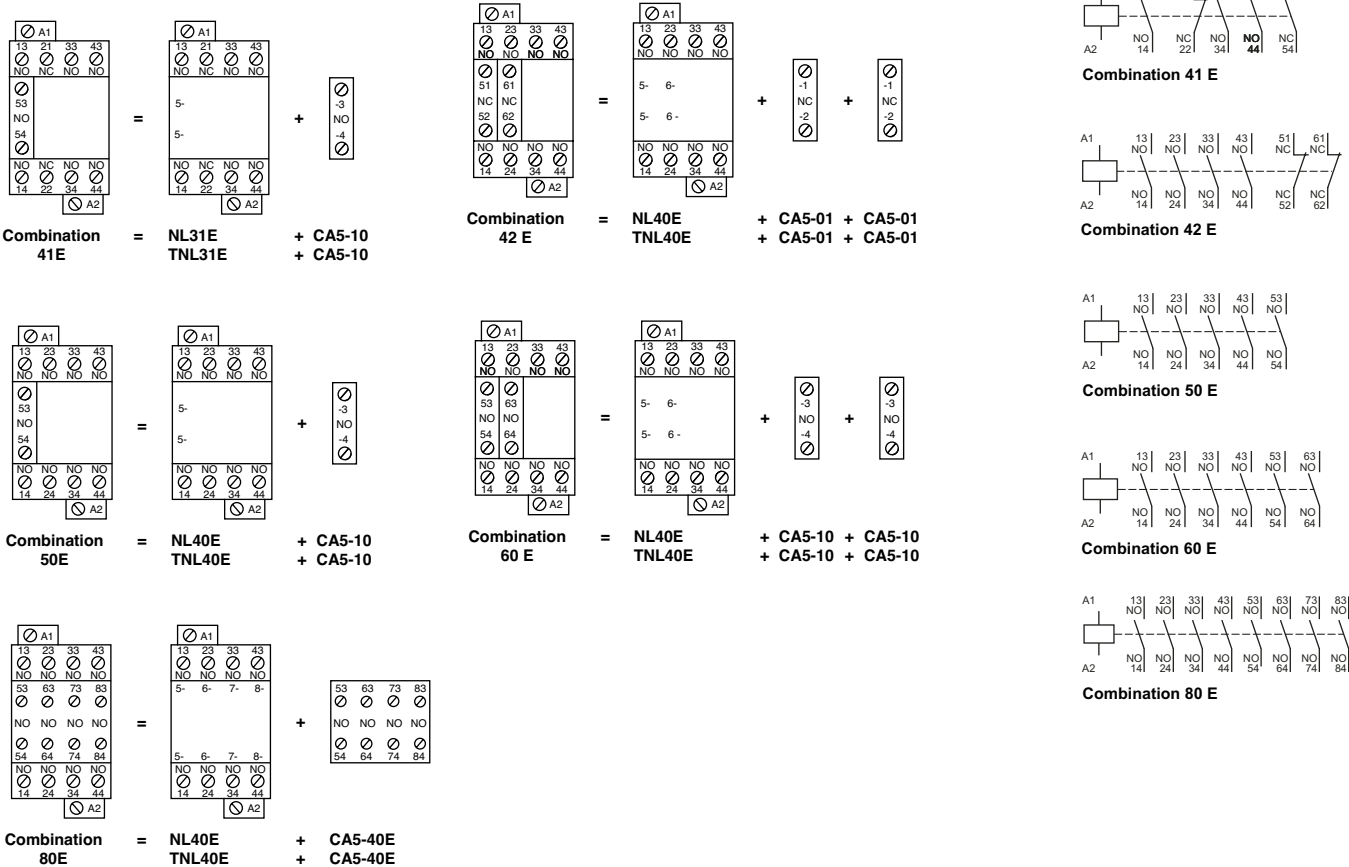 A1
13 21 33 43
NO NC NO NO
53
NO
54
NO NC NO NO
14 22 34 44
A2
=
A1
13 21 33 43
NO NC NO NO
5-
5-
NO NC NO NO
14 22 34 44
A2
+
-3
NO
-4
Combination = NL31E + CA5-10
41E TNL31E + CA5-10
A1
13 23 33 43
NO NO NO NO
51 61
NC NC
52 62
NO NO NO NO
14 24 34 44
A2
=
A1
13 23 33 43
NO NO NO NO
5- 6-
5- 6 -
NO NO NO NO
14 24 34 44
A2
+
-1
NC
-2
+
-1
NC
-2
Combination = NL40E + CA5-01 + CA5-01
42 E TNL40E + CA5-01 + CA5-01
NO NC NO NO NC
A2 14 22 34 44 54
Combination 41 E
A1 13 23 33 43 51 61
NO NO NO NO NC NC
NO NO NO NO NC NC
A2 14 24 34 44 52 62
Combination 42 E
A1
13 23 33 43
NO NO NO NO
53
NO
54
NO NO NO NO
14 24 34 44
A2
=
A1
13 23 33 43
NO NO NO NO
5-
5-
NO NO NO NO
14 24 34 44
A2
+
-3
NO
-4
Combination = NL40E + CA5-10
50E TNL40E + CA5-10
A1
13 23 33 43
NO NO NO NO
53 63
NO NO
54 64
NO NO NO NO
14 24 34 44
A2
=
A1
13 23 33 43
NO NO NO NO
5- 6-
5- 6 -
NO NO NO NO
14 24 34 44
A2
+
-3
NO
-4
+
-3
NO
-4
Combination = NL40E + CA5-10 + CA5-10
60 E TNL40E + CA5-10 + CA5-10
A1 13 23 33 43 53
NO NO NO NO NO
NO NO NO NO NO
A2 14 24 34 44 54
Combination 50 E
A1 13 23 33 43 53 63
NO NO NO NO NO NO
NO NO NO NO NO NO
A2 14 24 34 44 54 64
Combination 60 E
A1
13 23 33 43
NO NO NO NO
53 63 73 83
NO NO NO NO
54 64 74 84
NO NO NO NO
14 24 34 44
A2
=
A1
13 23 33 43
NO NO NO NO
5- 6- 7- 8-
5- 6- 7- 8-
NO NO NO NO
14 24 34 44
A2
+
53 63 73 83
NO NO NO NO
54 64 74 84
Combination = NL40E + CA5-40E
80E TNL40E + CA5-40E
A1 13 23 33 43 53 63 73 83
NO NO NO NO NO NO NO NO
NO NO NO NO NO NO NO NO
A2 14 24 34 44 54 64 74 84
Combination 80 E